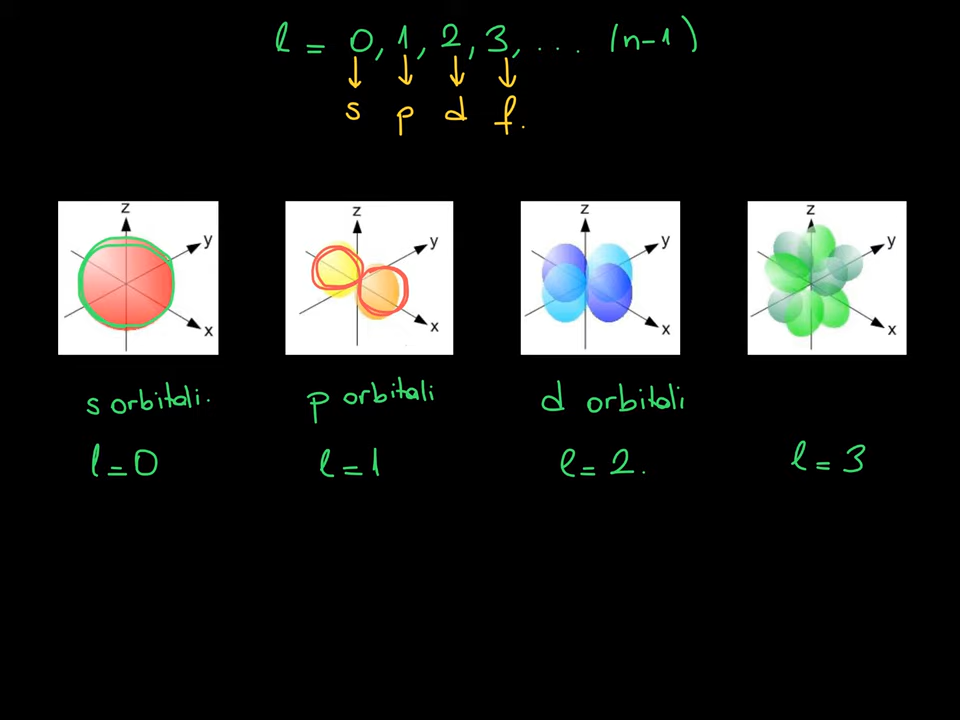 l = 0, 1, 2, 3, ... (n-1)
↓ ↓ ↓ ↓
s p d f.
z y x
z y x
z y x
z y x
s orbitali.
p orbitali
d orbitali
l=0
l=1
l=2.
l=3